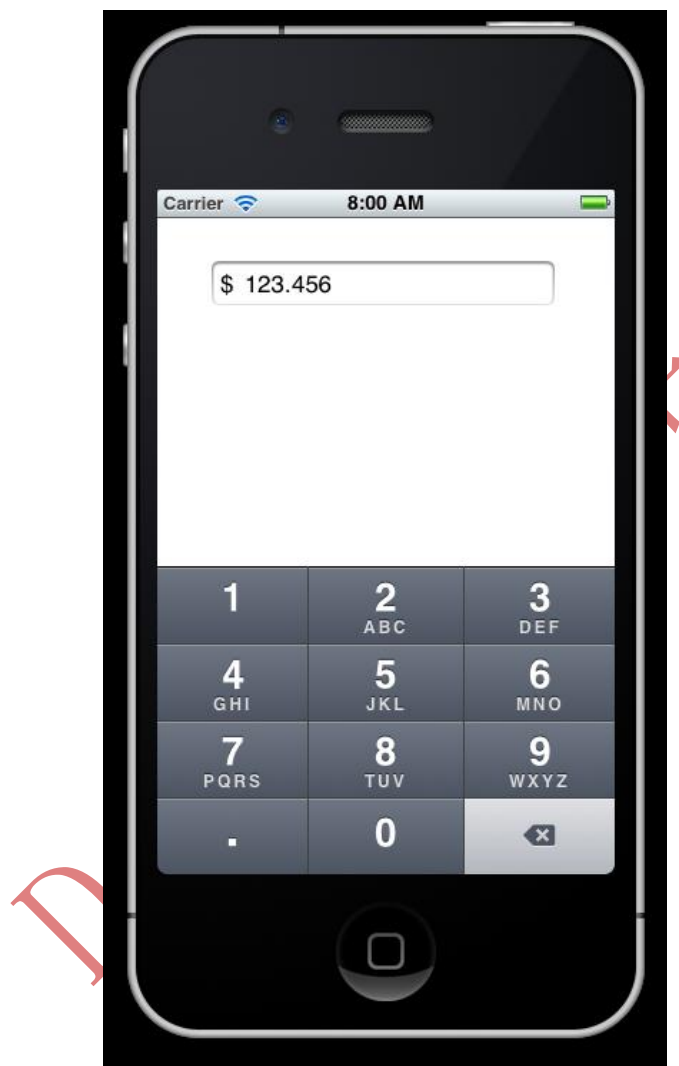 Carrier 8:00 AM
$ 123.456
1 2 3
ABC DEF
4 5 6
GHI JKL MNO
7 8 9
PQRS TUV WXYZ
. 0